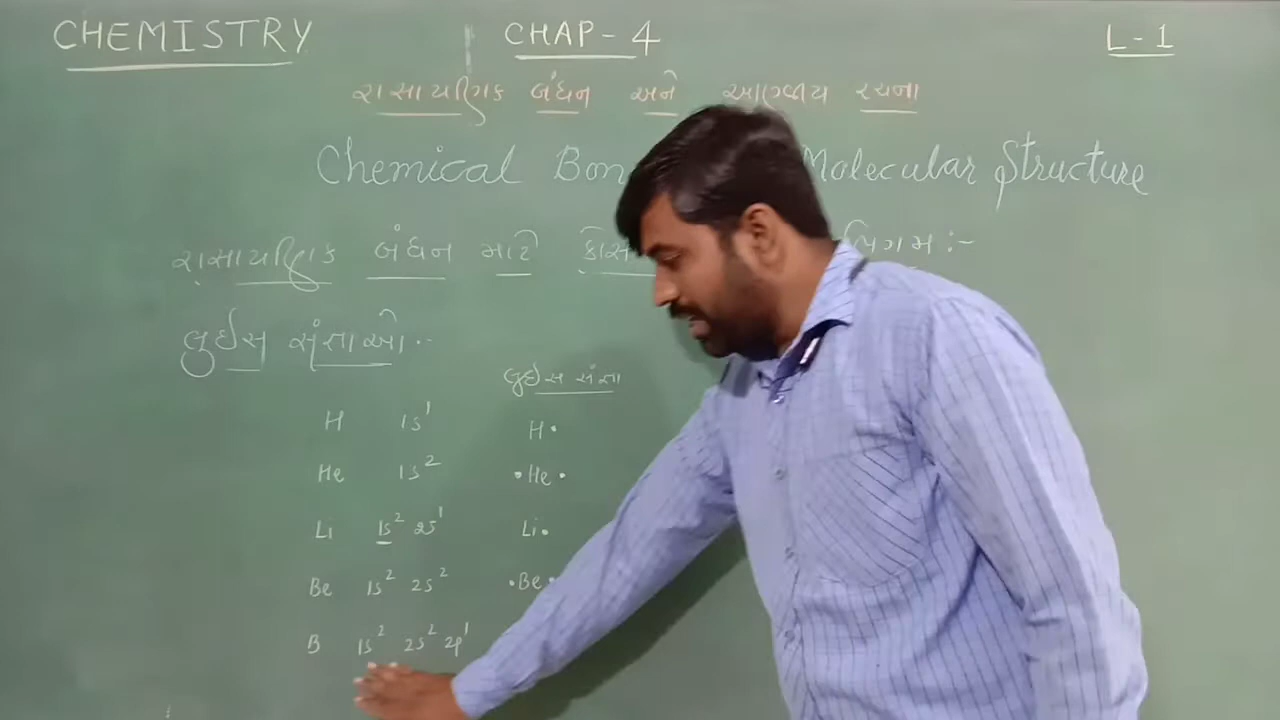 CHEMISTRY CHAP-4 L-1
રાસાયણિક બંધન અને આણ્વીય રચના
Chemical Bon Molecular Structure
રાસાયણિક બંધન માટે કોસ ભિગમ :-
લુઈસ સંજ્ઞાઓ :-
લુઈસ સંજ્ઞા
H 1s¹ H•
He 1s² •He•
Li 1s² 2s¹ Li•
Be 1s² 2s² •Be•
B 1s² 2s² 2p¹